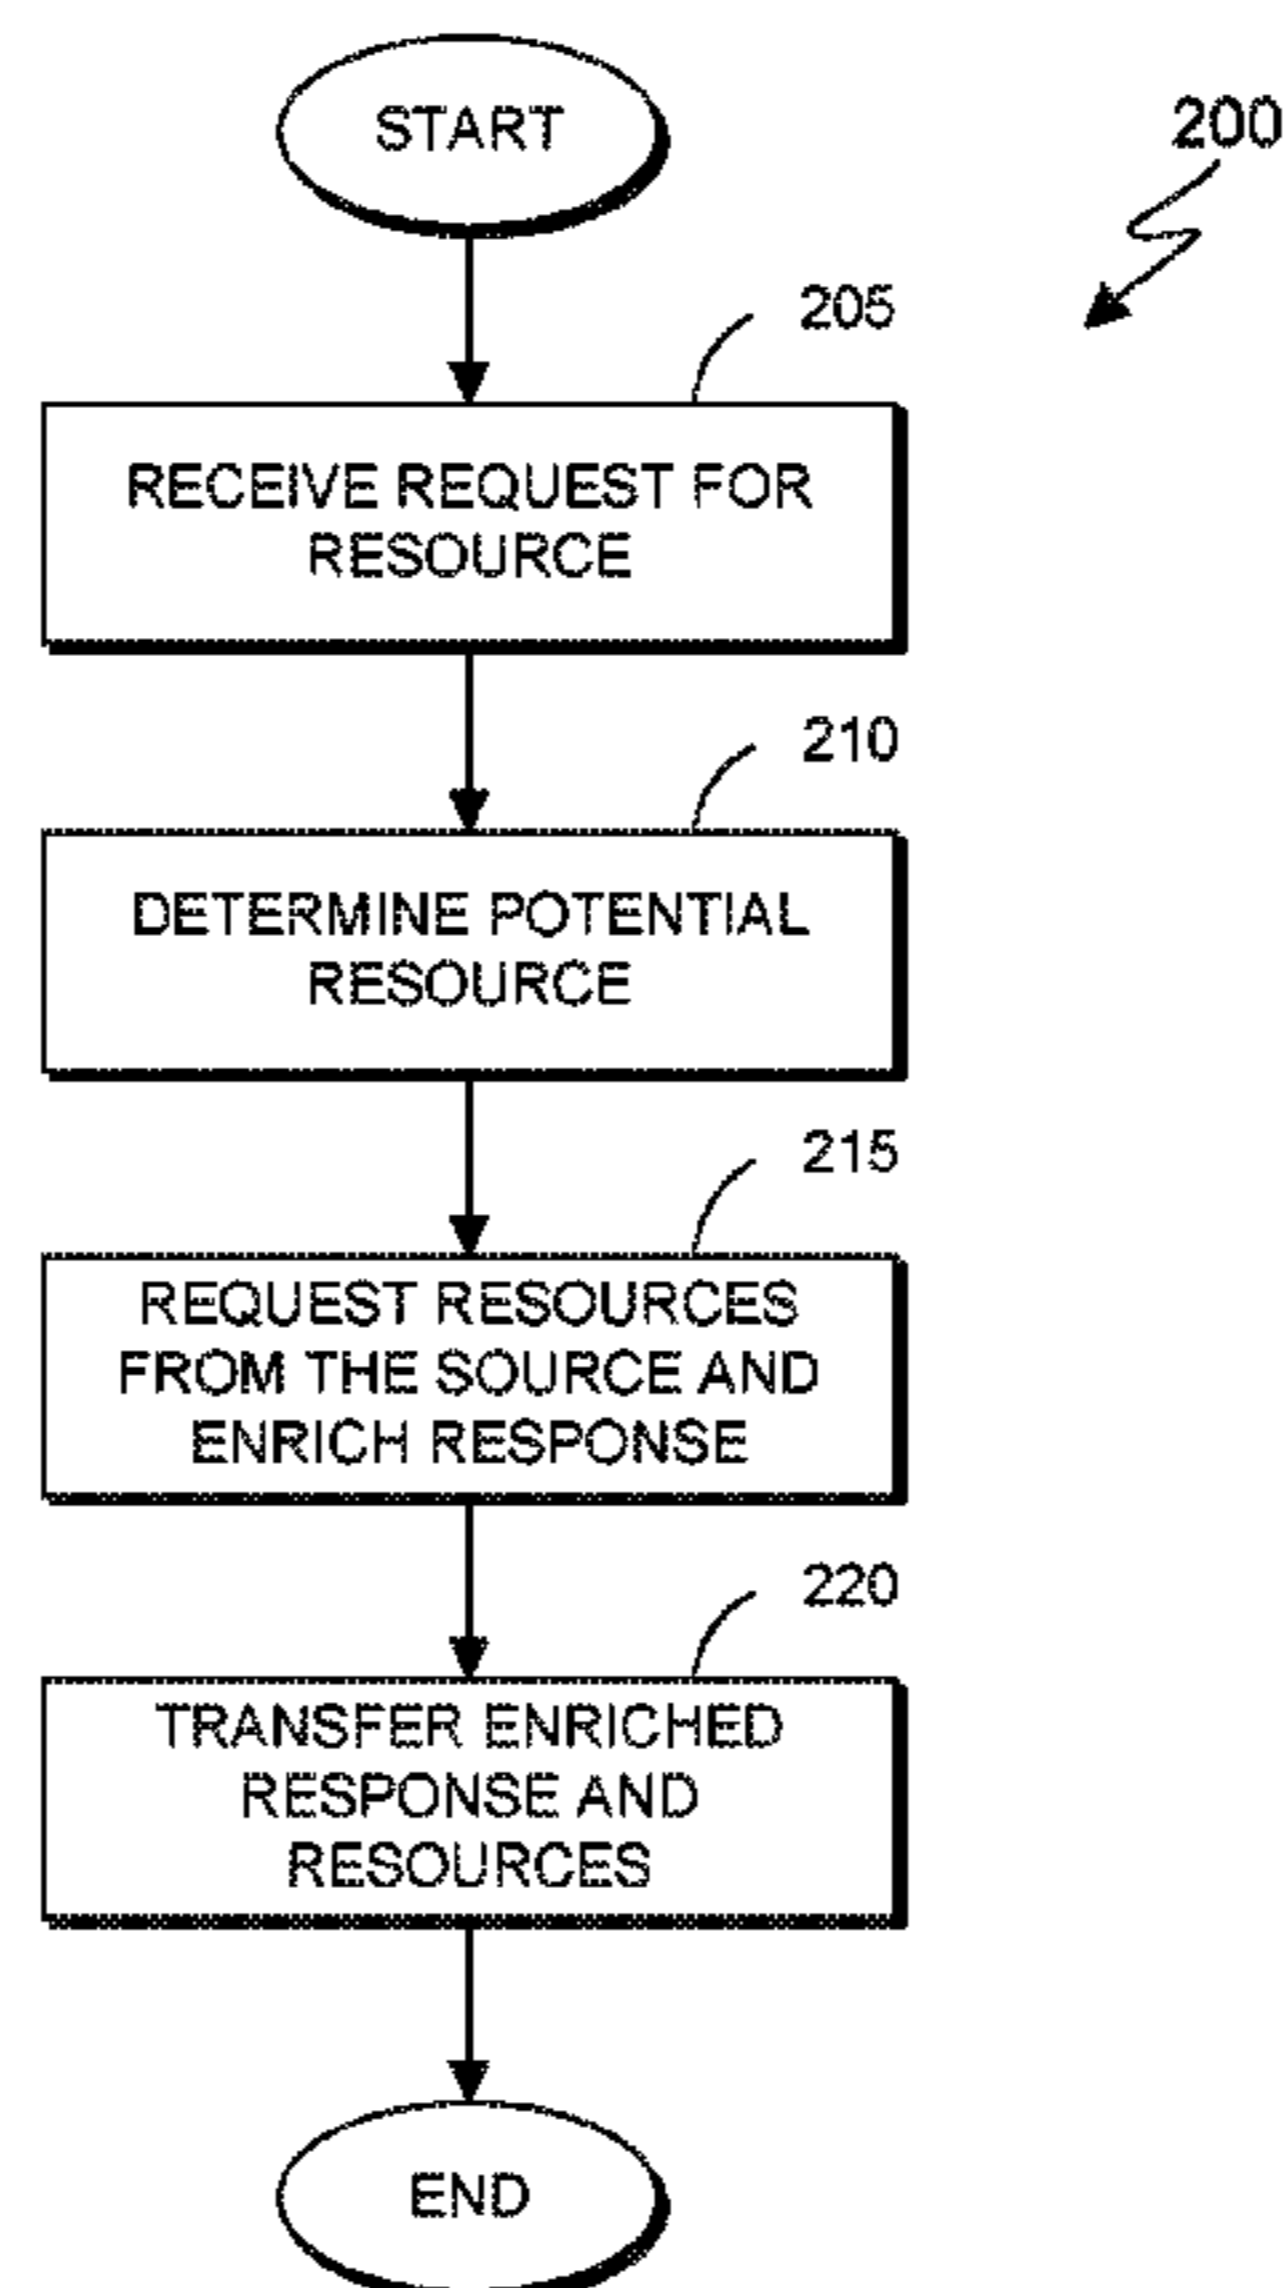 START
200
205
RECEIVE REQUEST FOR
RESOURCE
210
DETERMINE POTENTIAL
RESOURCE
215
REQUEST RESOURCES
FROM THE SOURCE AND
ENRICH RESPONSE
220
TRANSFER ENRICHED
RESPONSE AND
RESOURCES
END